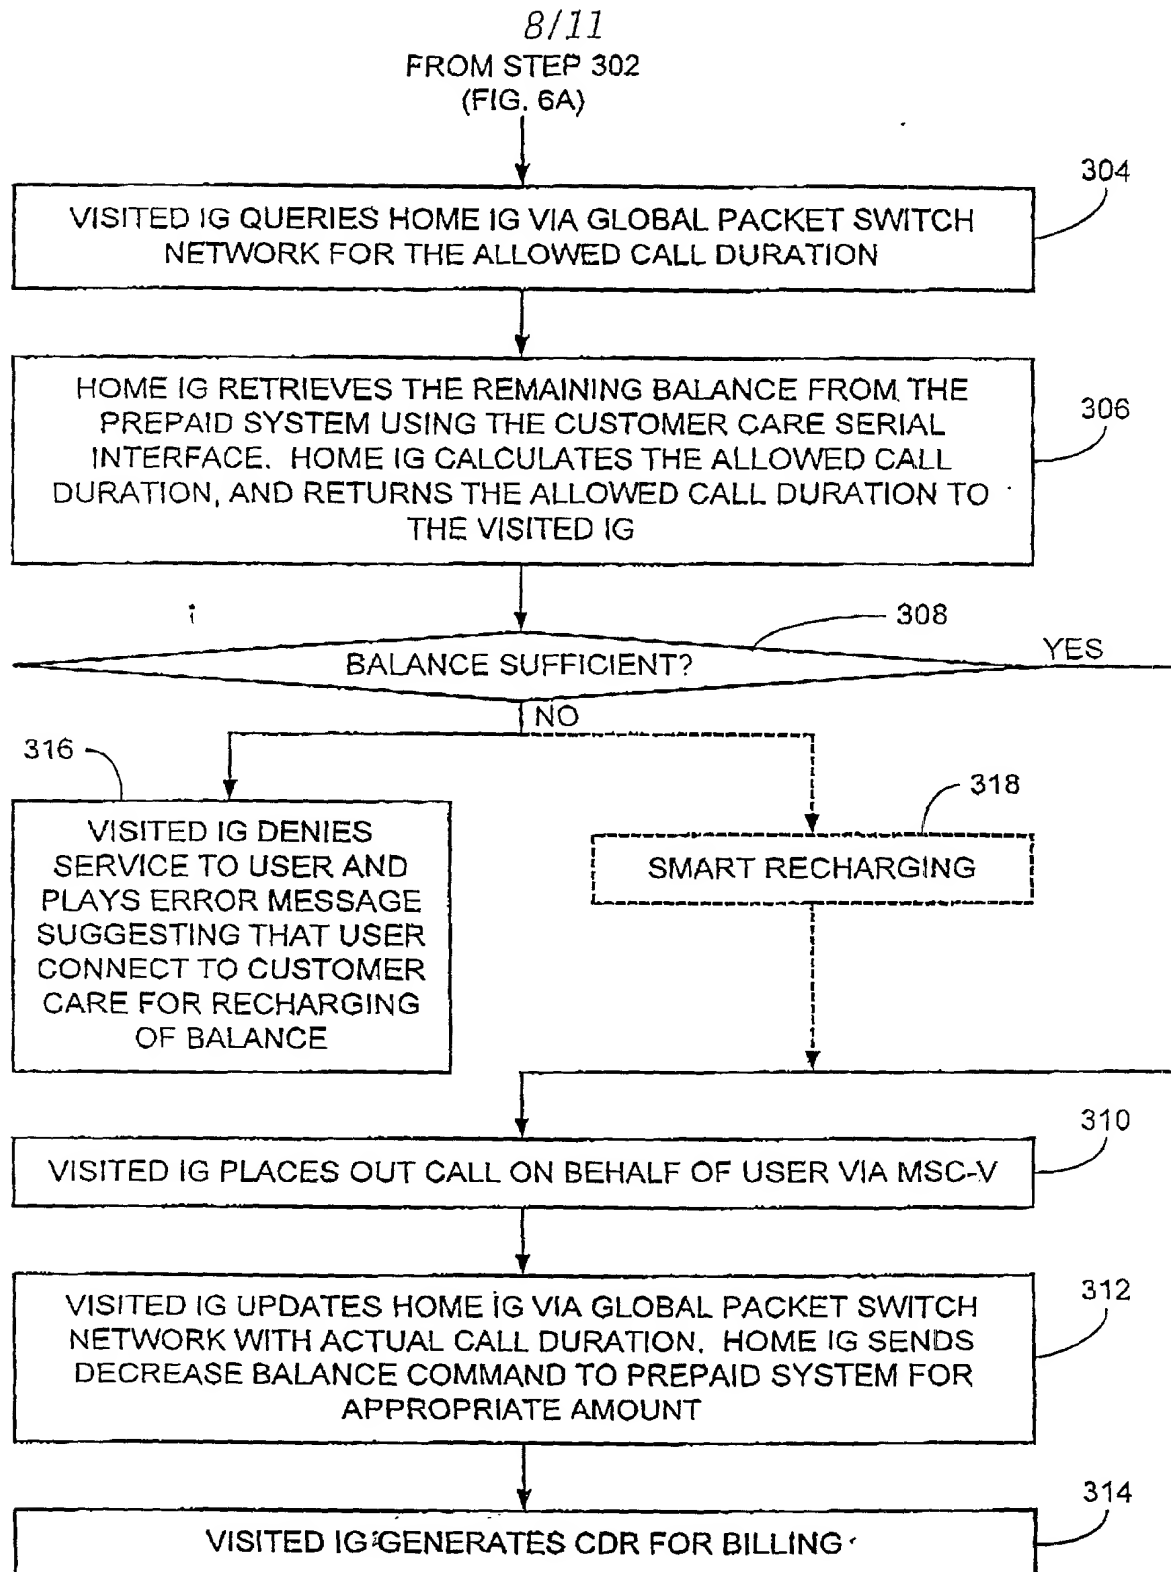 8/11
FROM STEP 302
(FIG. 6A)
304
VISITED IG QUERIES HOME IG VIA GLOBAL PACKET SWITCH
NETWORK FOR THE ALLOWED CALL DURATION
HOME IG RETRIEVES THE REMAINING BALANCE FROM THE
PREPAID SYSTEM USING THE CUSTOMER CARE SERIAL
INTERFACE. HOME IG CALCULATES THE ALLOWED CALL
DURATION, AND RETURNS THE ALLOWED CALL DURATION TO
THE VISITED IG
306
308
BALANCE SUFFICIENT?
YES
NO
316
VISITED IG DENIES
SERVICE TO USER AND
PLAYS ERROR MESSAGE
SUGGESTING THAT USER
CONNECT TO CUSTOMER
CARE FOR RECHARGING
OF BALANCE
318
SMART RECHARGING
310
VISITED IG PLACES OUT CALL ON BEHALF OF USER VIA MSC-V
312
VISITED IG UPDATES HOME IG VIA GLOBAL PACKET SWITCH
NETWORK WITH ACTUAL CALL DURATION. HOME IG SENDS
DECREASE BALANCE COMMAND TO PREPAID SYSTEM FOR
APPROPRIATE AMOUNT
314
VISITED IG GENERATES CDR FOR BILLING